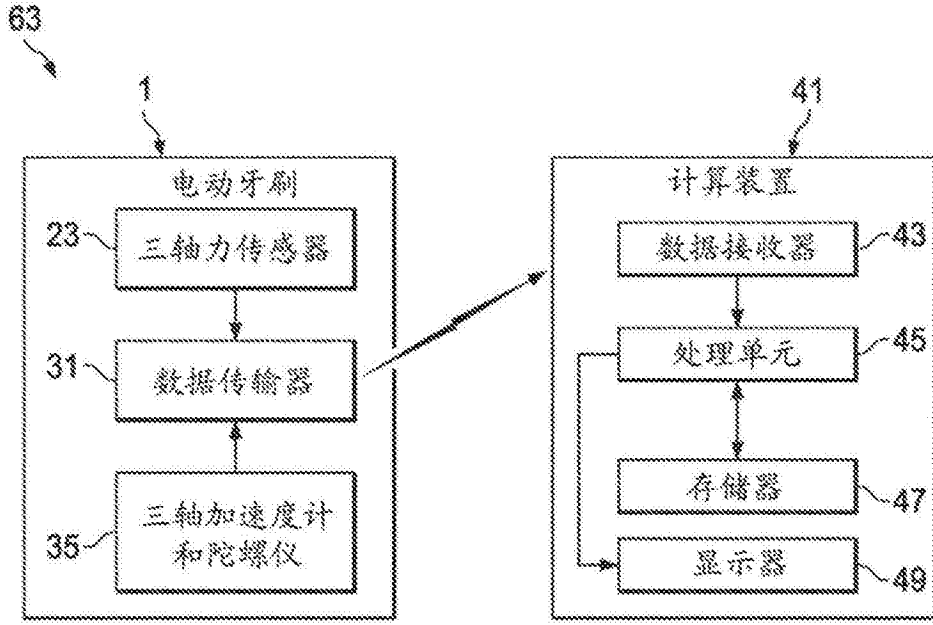 63
1
电动牙刷
23
三轴力传感器
31
数据传输器
35
三轴加速度计
和陀螺仪
41
计算装置
数据接收器
43
处理单元
45
存储器
47
显示器
49